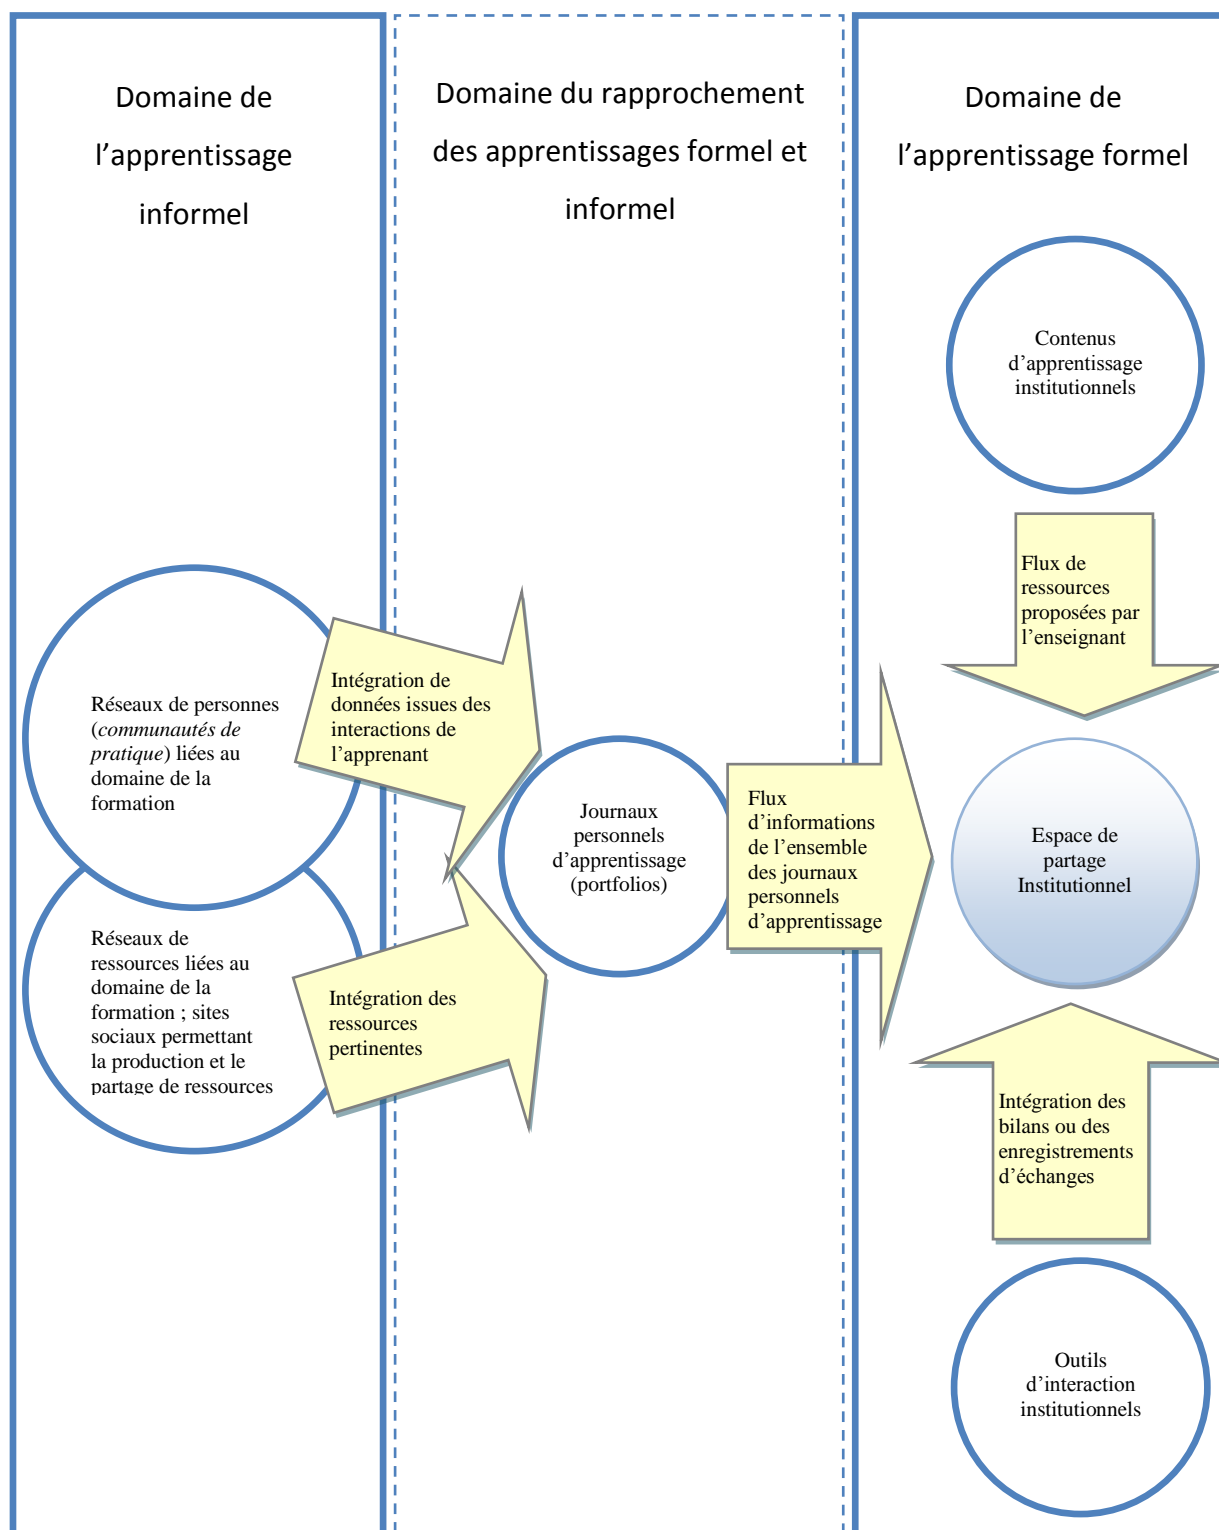 Domaine de
l’apprentissage
informel
Domaine du rapprochement
des apprentissages formel et
informel
Domaine de
l’apprentissage formel
Contenus
d’apprentissage
institutionnels
Flux de
ressources
proposées par
l’enseignant
Réseaux de personnes
(communautés de
pratique) liées au
domaine de la
formation
Intégration de
données issues des
interactions de
l’apprenant
Journaux
personnels
d’apprentissage
(portfolios)
Flux
d’informations
de l’ensemble
des journaux
personnels
d’apprentissage
Espace de
partage
Institutionnel
Réseaux de
ressources liées au
domaine de la
formation ; sites
sociaux permettant
la production et le
partage de ressources
Intégration des
ressources
pertinentes
Intégration des
bilans ou des
enregistrements
d’échanges
Outils
d’interaction
institutionnels